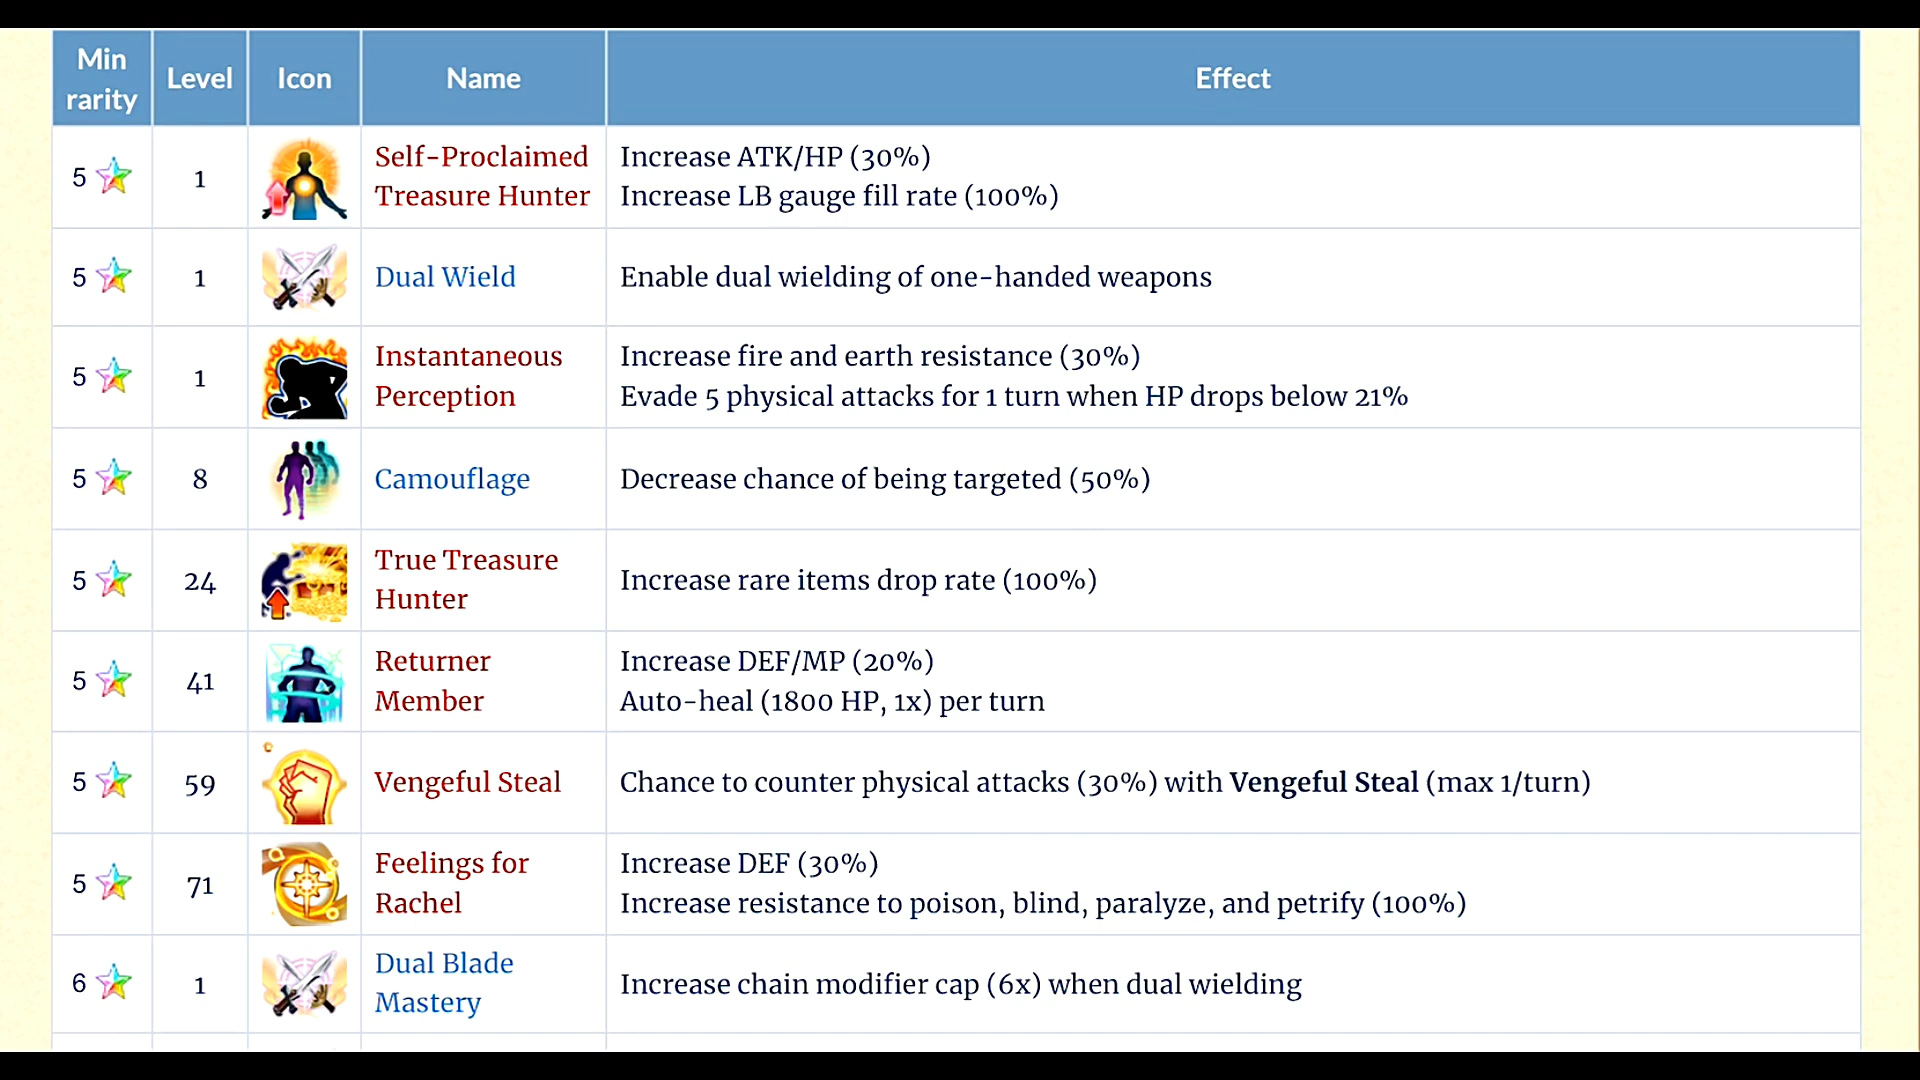 Min rarity Level Icon Name Effect
5 1 Self-Proclaimed Treasure Hunter Increase ATK/HP (30%)
Increase LB gauge fill rate (100%)
5 1 Dual Wield Enable dual wielding of one-handed weapons
5 1 Instantaneous Perception Increase fire and earth resistance (30%)
Evade 5 physical attacks for 1 turn when HP drops below 21%
5 8 Camouflage Decrease chance of being targeted (50%)
5 24 True Treasure Hunter Increase rare items drop rate (100%)
5 41 Returner Member Increase DEF/MP (20%)
Auto-heal (1800 HP, 1x) per turn
5 59 Vengeful Steal Chance to counter physical attacks (30%) with Vengeful Steal (max 1/turn)
5 71 Feelings for Rachel Increase DEF (30%)
Increase resistance to poison, blind, paralyze, and petrify (100%)
6 1 Dual Blade Mastery Increase chain modifier cap (6x) when dual wielding